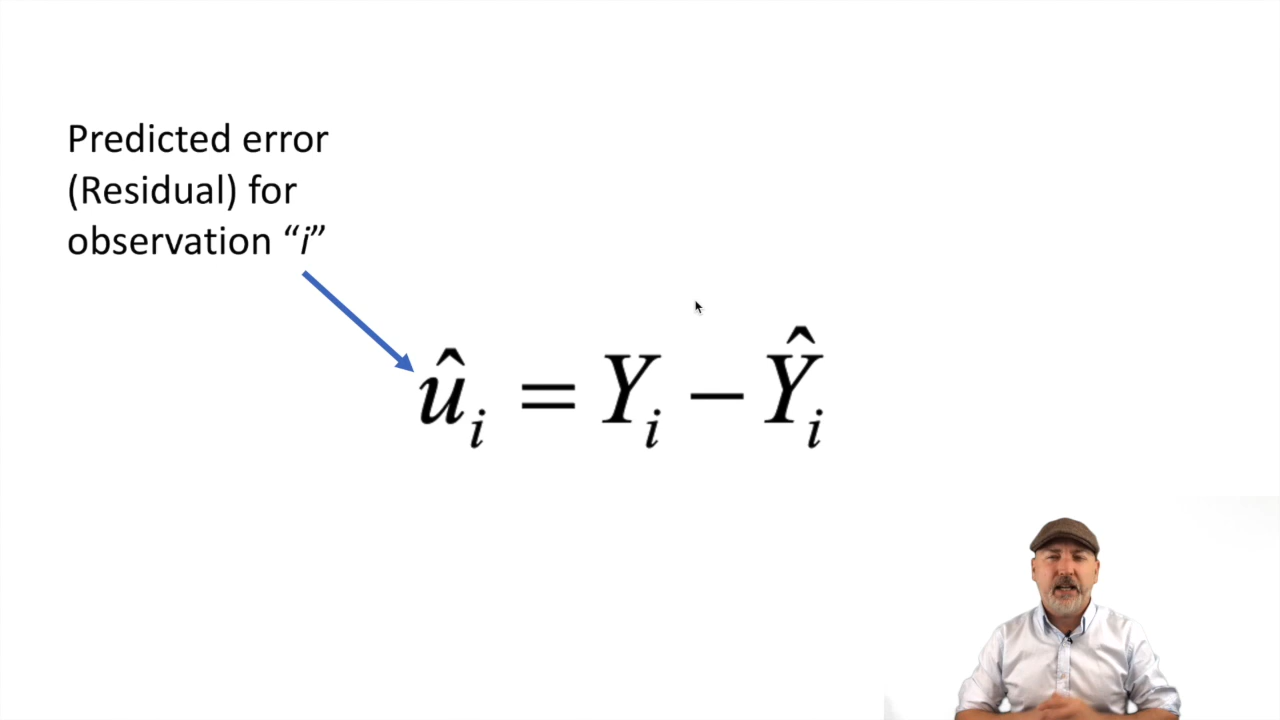 Predicted error
(Residual) for
observation “i”
û_i = Y_i − Ŷ_i